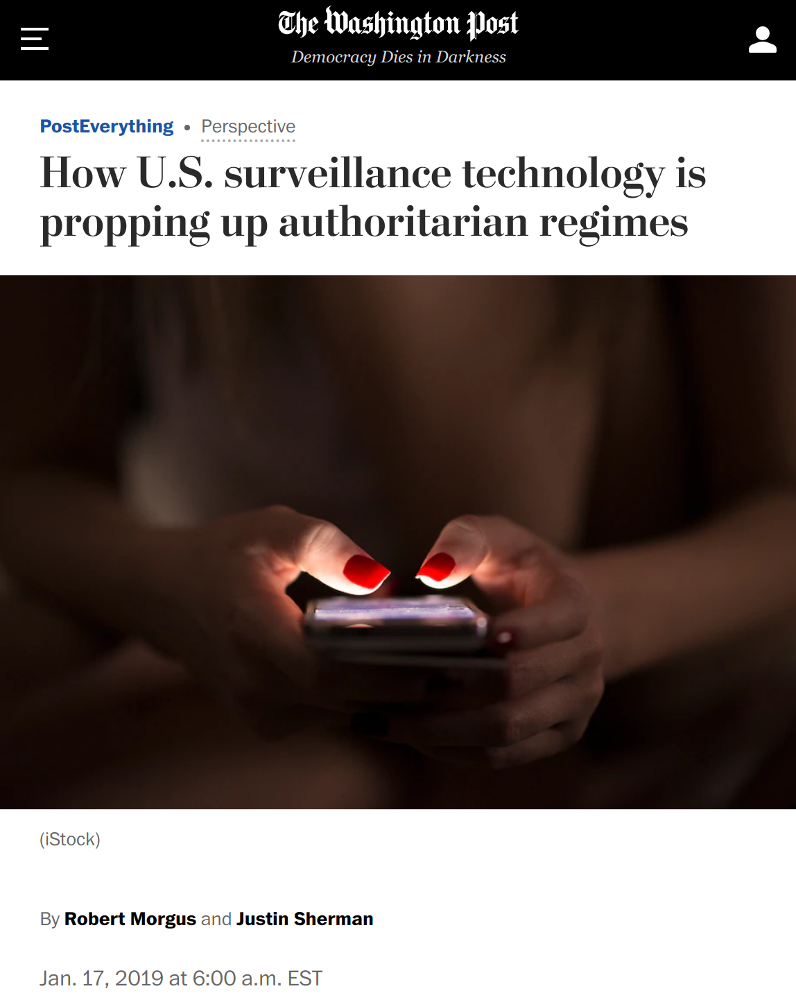 The Washington Post
Democracy Dies in Darkness
PostEverything • Perspective
How U.S. surveillance technology is
propping up authoritarian regimes
(iStock)
By Robert Morgus and Justin Sherman
Jan. 17, 2019 at 6:00 a.m. EST